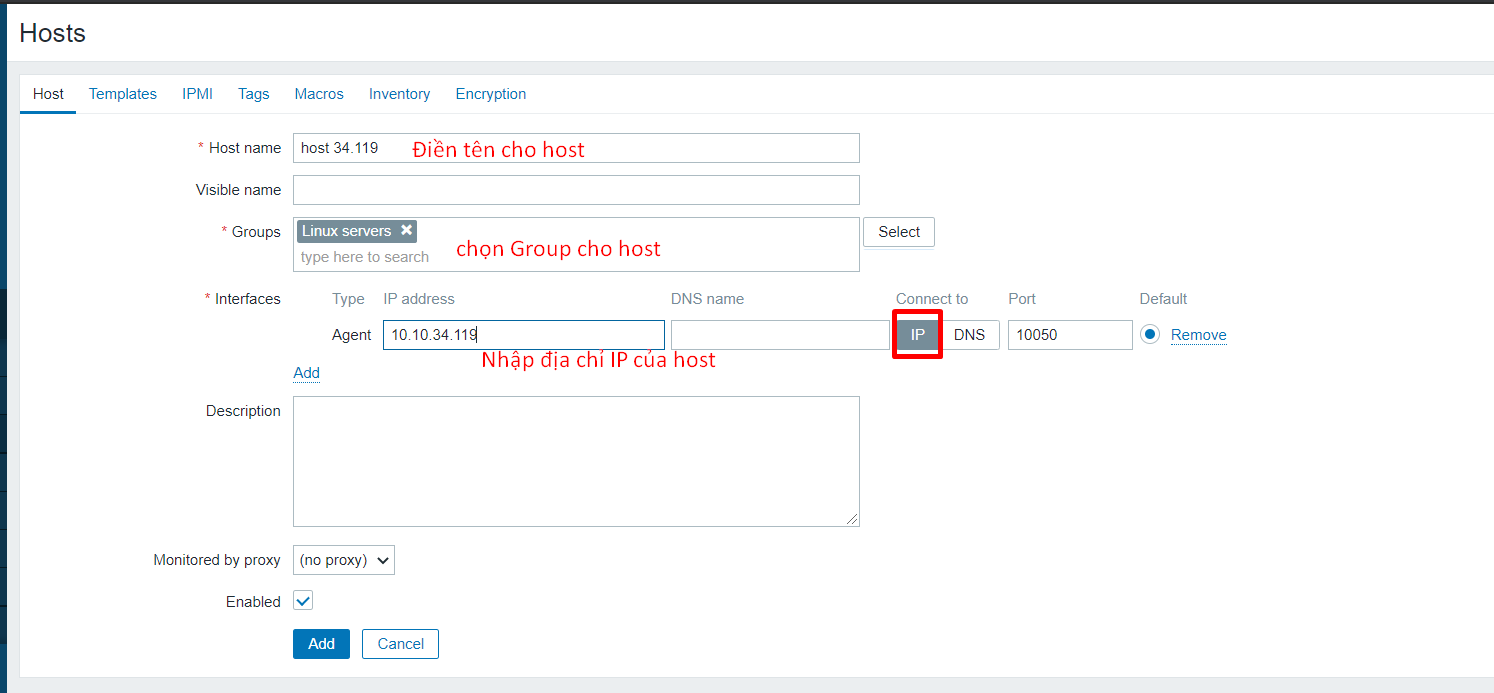 Hosts
Host Templates IPMI Tags Macros Inventory Encryption
* Host name host 34.119 Điền tên cho host
Visible name
* Groups Linux servers Select
type here to search chọn Group cho host
* Interfaces Type IP address DNS name Connect to Port Default
Agent 10.10.34.119 IP DNS 10050 Remove
Nhập địa chỉ IP của host
Add
Description
Monitored by proxy (no proxy)
Enabled
Add Cancel